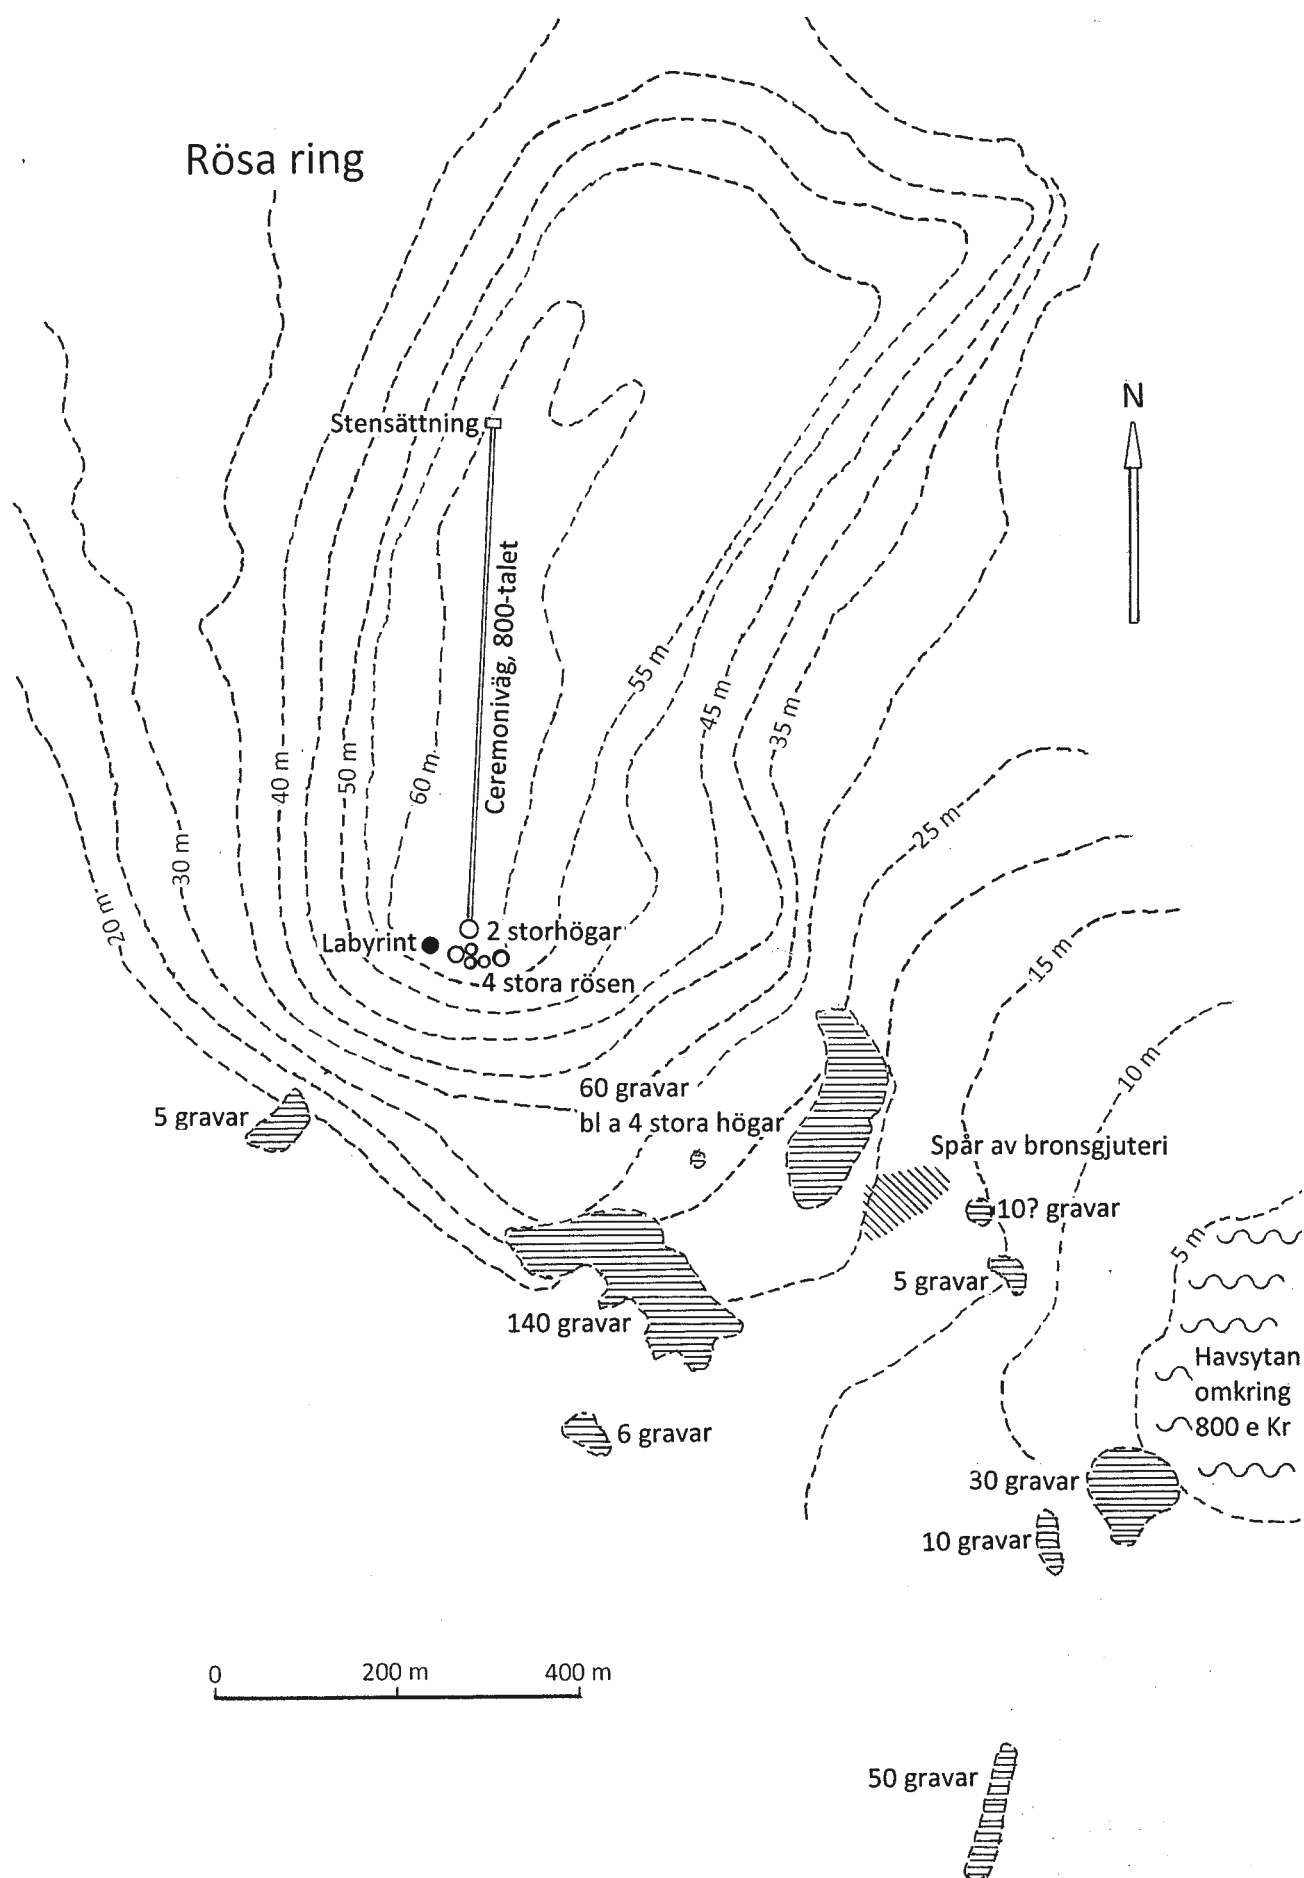 Rösa ring
N
Stensättning
Ceremoniväg, 800-talet
55 m
45 m
35 m
40 m
50 m
60 m
25 m
30 m
20 m
2 storhögar
Labyrint
4 stora rösen
15 m
10 m
60 gravar
bl a 4 stora högar
5 gravar
Spår av bronsgjuteri
10? gravar
5 m
5 gravar
140 gravar
Havsytan
omkring
800 e Kr
6 gravar
30 gravar
10 gravar
0 200 m 400 m
50 gravar